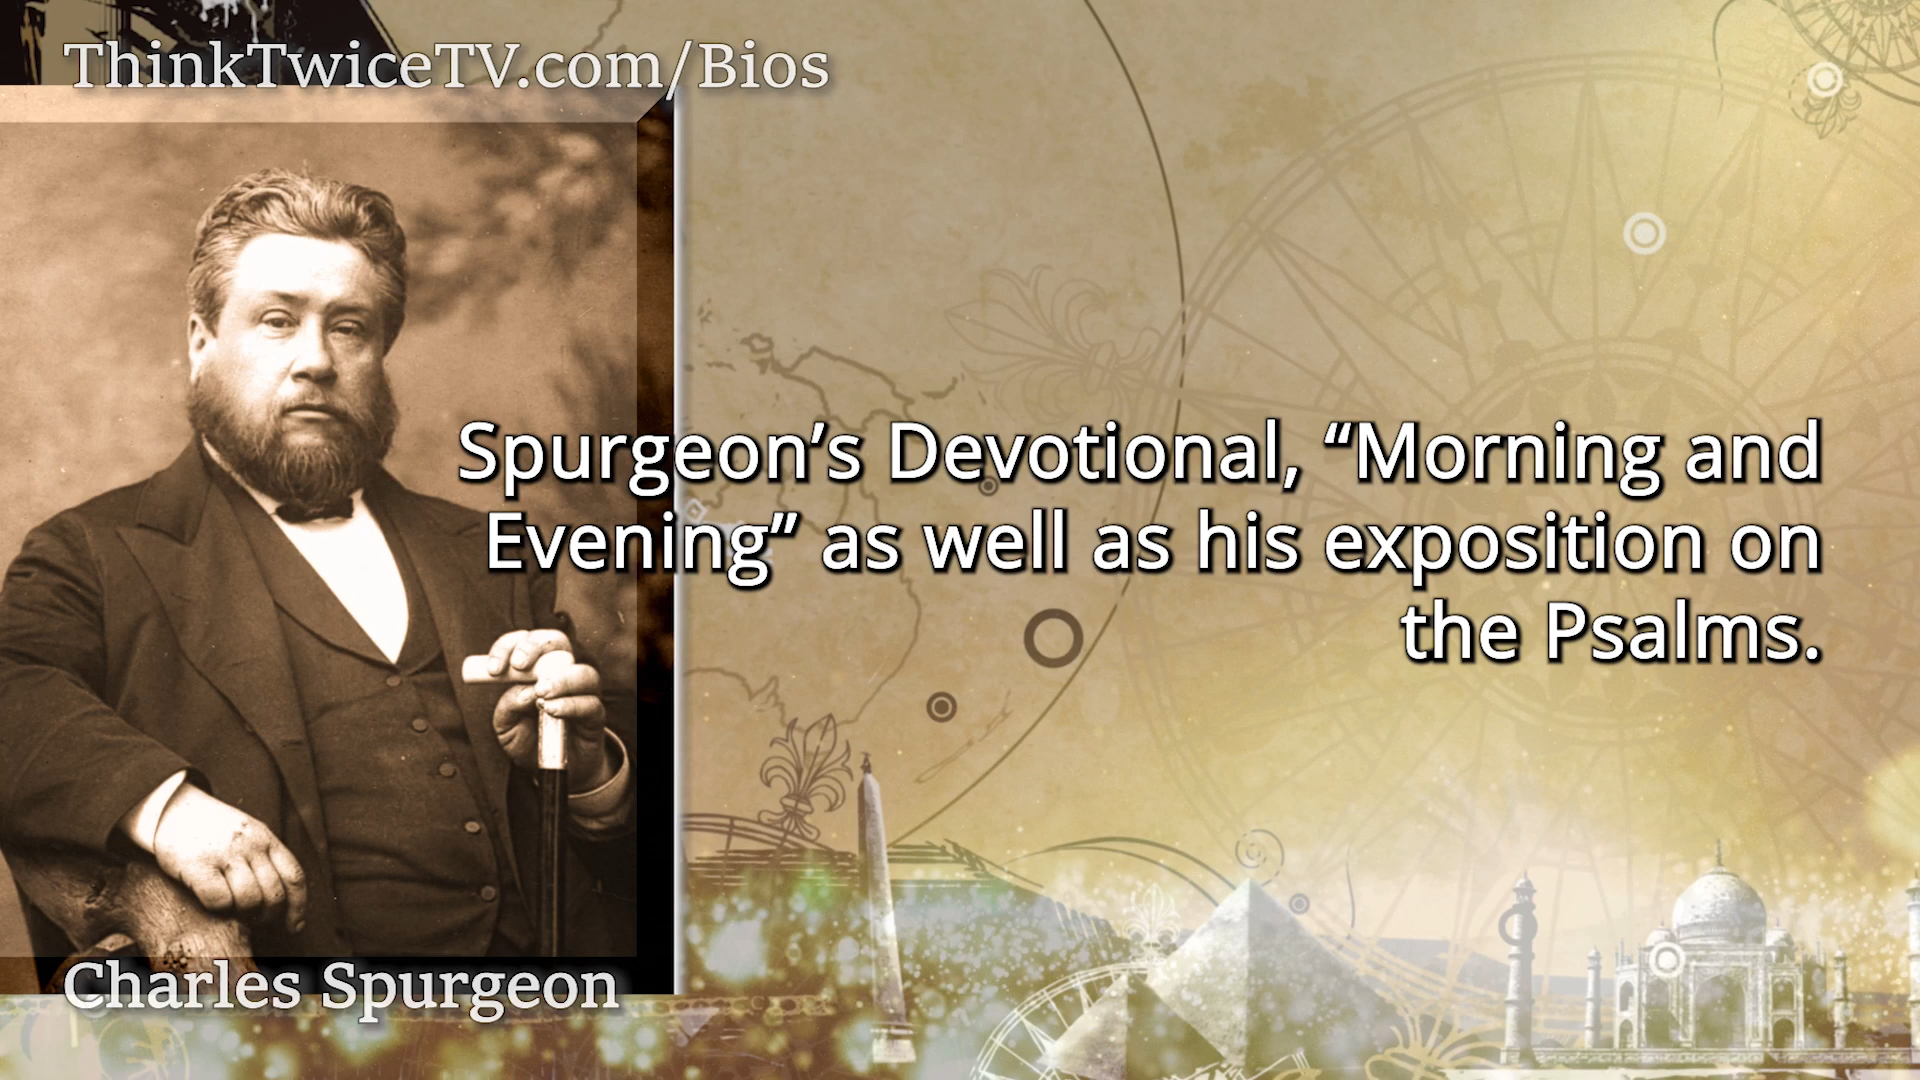 ThinkTwiceTV.com/Bios
Spurgeon’s Devotional, “Morning and
Evening” as well as his exposition on
the Psalms.
Charles Spurgeon